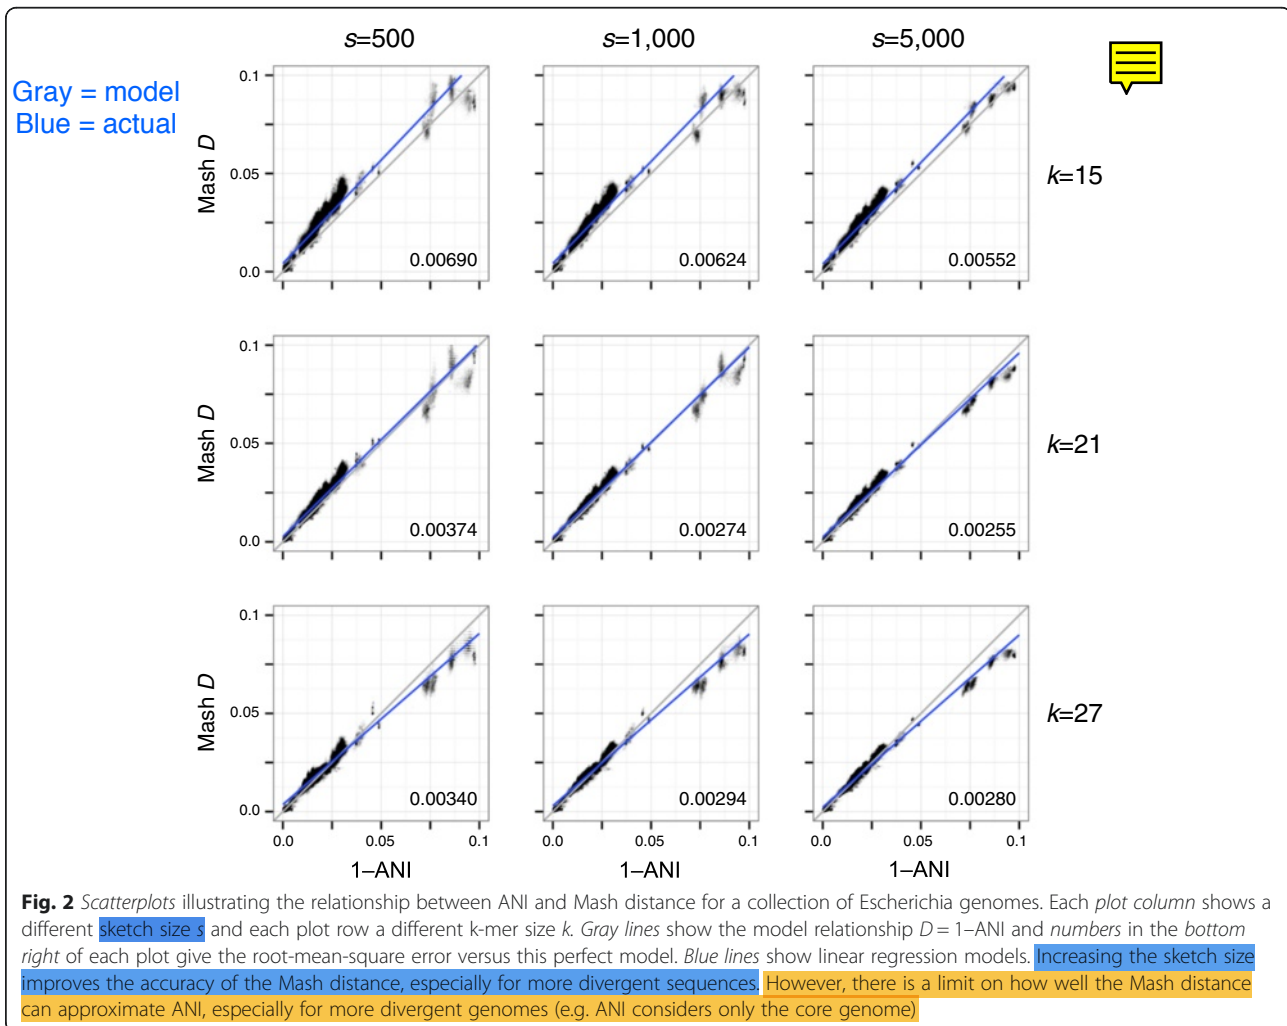 s=500 s=1,000 s=5,000
Gray = model
Blue = actual
Mash D
0.1
0.05
0.0
0.00690
0.00624
0.00552
k=15
Mash D
0.1
0.05
0.0
0.00374
0.00274
0.00255
k=21
Mash D
0.1
0.05
0.0
0.00340
0.00294
0.00280
k=27
0.0 0.05 0.1 0.0 0.05 0.1 0.0 0.05 0.1
1–ANI 1–ANI 1–ANI
Fig. 2 Scatterplots illustrating the relationship between ANI and Mash distance for a collection of Escherichia genomes. Each plot column shows a
different sketch size s and each plot row a different k-mer size k. Gray lines show the model relationship D = 1–ANI and numbers in the bottom
right of each plot give the root-mean-square error versus this perfect model. Blue lines show linear regression models. Increasing the sketch size
improves the accuracy of the Mash distance, especially for more divergent sequences. However, there is a limit on how well the Mash distance
can approximate ANI, especially for more divergent genomes (e.g. ANI considers only the core genome)